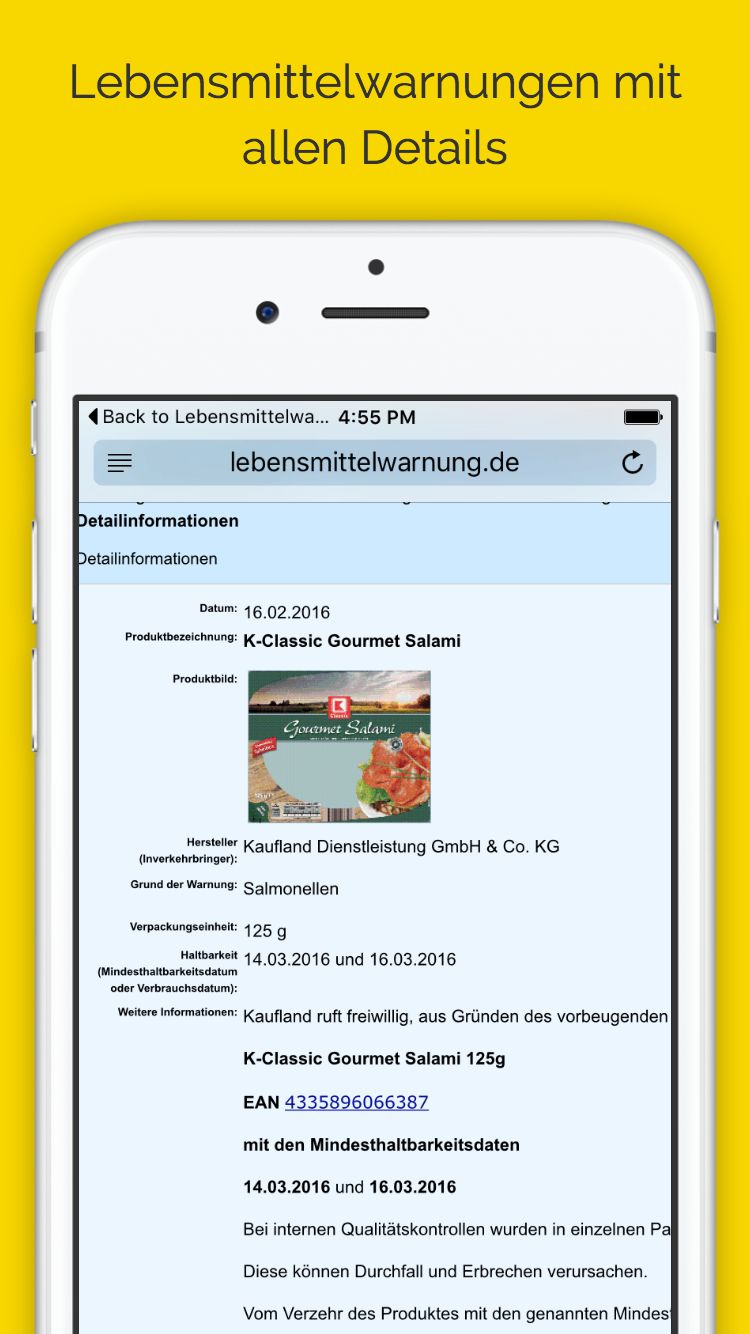 Lebensmittelwarnungen mit
allen Details
Back to Lebensmittelwa... 4:55 PM
lebensmittelwarnung.de
Detailinformationen
Detailinformationen
Datum: 16.02.2016
Produktbezeichnung: K-Classic Gourmet Salami
Produktbild:
K
Classic
Gourmet Salami
Hersteller
(Inverkehrbringer): Kaufland Dienstleistung GmbH & Co. KG
Grund der Warnung: Salmonellen
Verpackungseinheit: 125 g
Haltbarkeit
(Mindesthaltbarkeitsdatum
oder Verbrauchsdatum): 14.03.2016 und 16.03.2016
Weitere Informationen: Kaufland ruft freiwillig, aus Gründen des vorbeugenden
K-Classic Gourmet Salami 125g
EAN 4335896066387
mit den Mindesthaltbarkeitsdaten
14.03.2016 und 16.03.2016
Bei internen Qualitätskontrollen wurden in einzelnen Pa
Diese können Durchfall und Erbrechen verursachen.
Vom Verzehr des Produktes mit den genannten Mindes